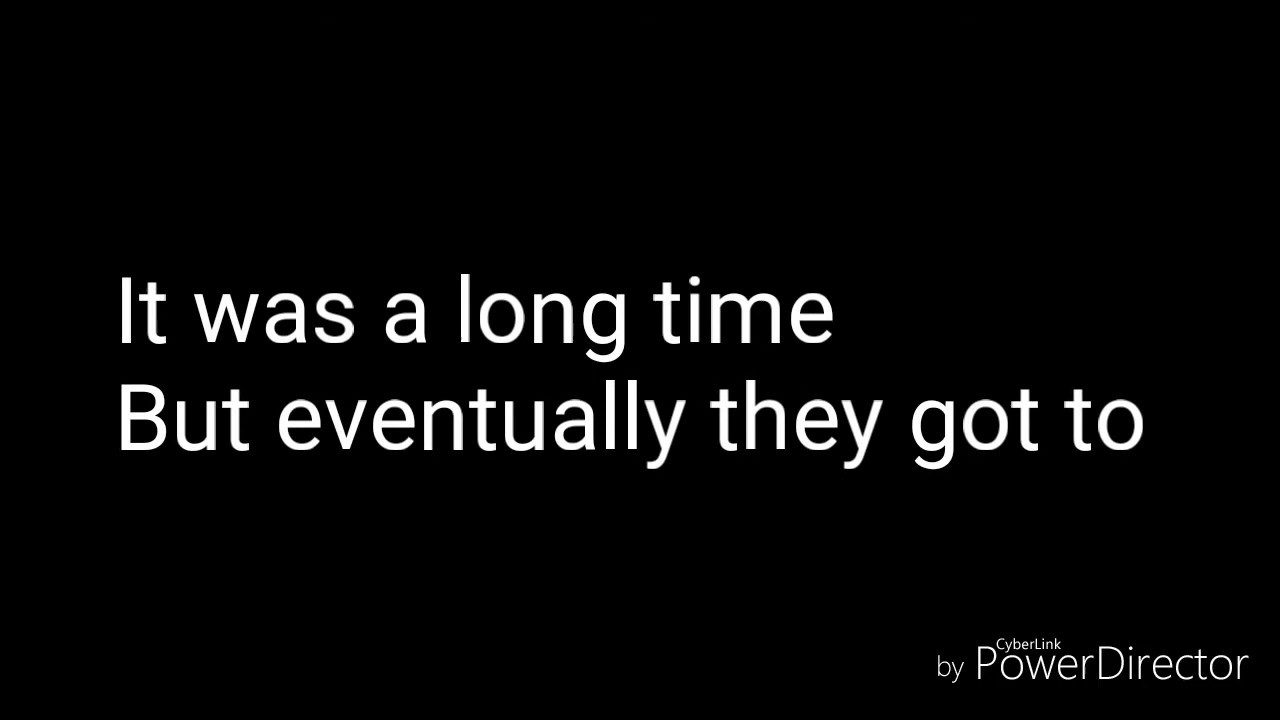 It was a long time
But eventually they got to
CyberLink
by PowerDirector